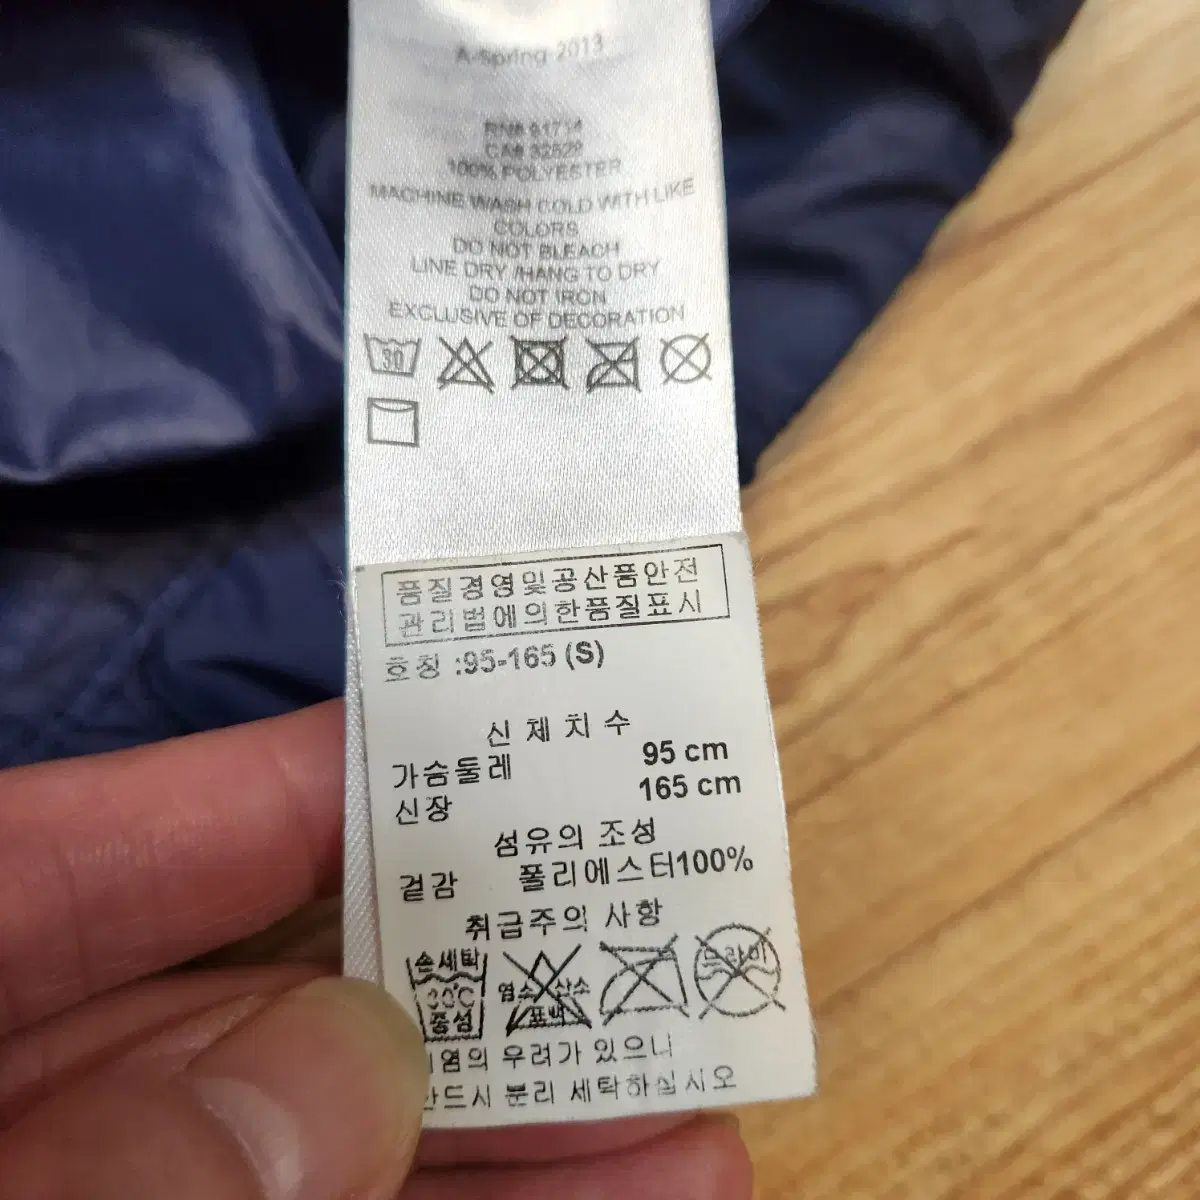 A-Spring 2013
RN# 91714
CA# 32528
100% POLYESTER
MACHINE WASH COLD WITH LIKE
COLORS
DO NOT BLEACH
LINE DRY /HANG TO DRY
DO NOT IRON
EXCLUSIVE OF DECORATION
30
품질경영및공산품안전
관리법에의한품질표시
호칭 :95-165 (S)
신체치수
가슴둘레 95 cm
신장 165 cm
섬유의 조성
겉감 폴리에스터100%
취급주의 사항
손세탁
30℃
중성
염소 산소
표백
드라이
염의 우려가 있으니
드시 분리 세탁하십시오